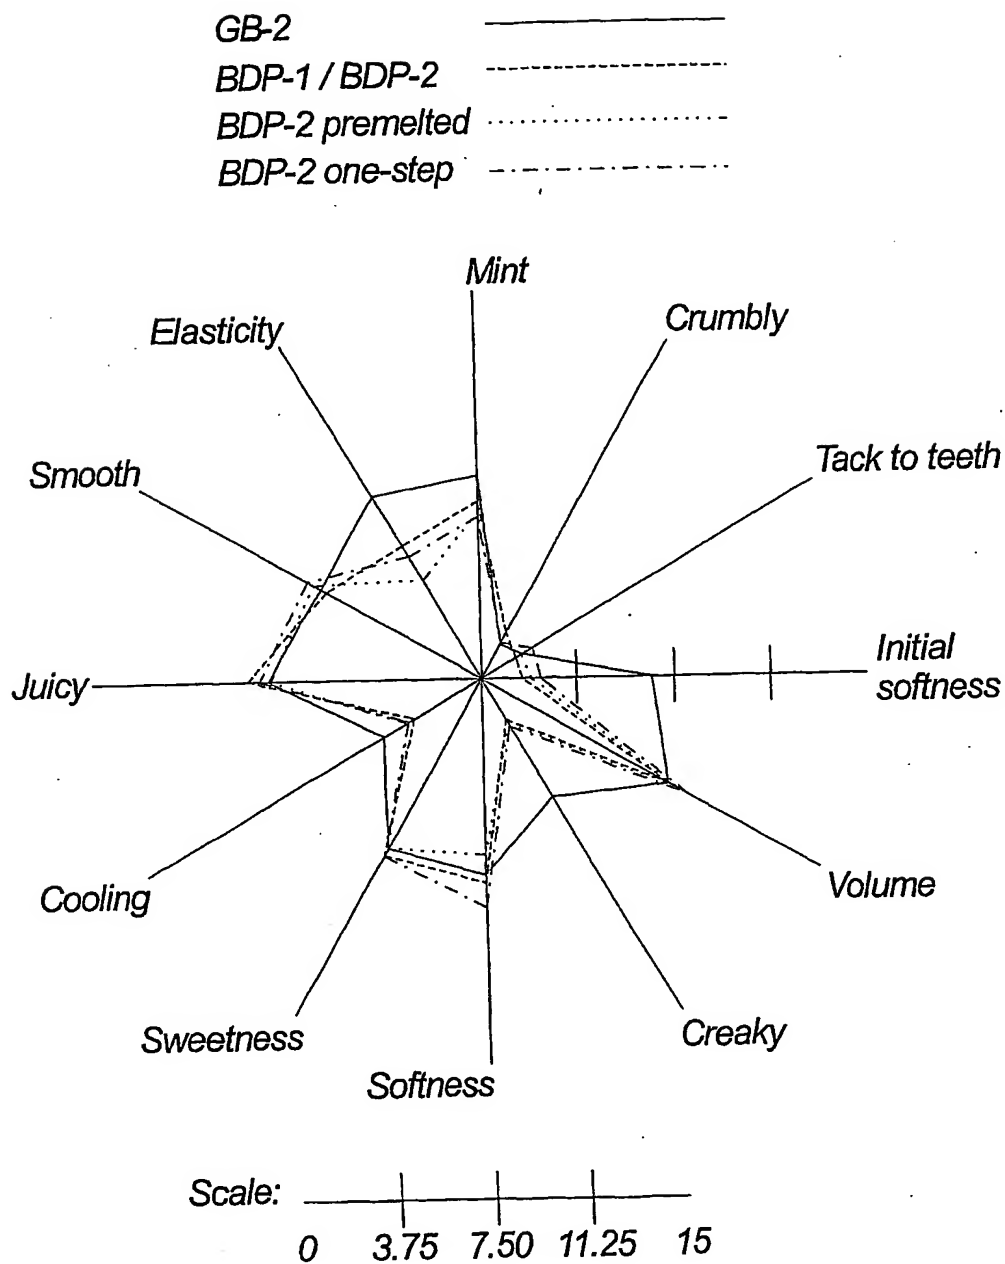 GB-2
BDP-1 / BDP-2
BDP-2 premelted
BDP-2 one-step
Mint
Elasticity
Crumbly
Smooth
Tack to teeth
Initial
softness
Juicy
Cooling
Volume
Sweetness
Creaky
Softness
Scale:
0 3.75 7.50 11.25 15